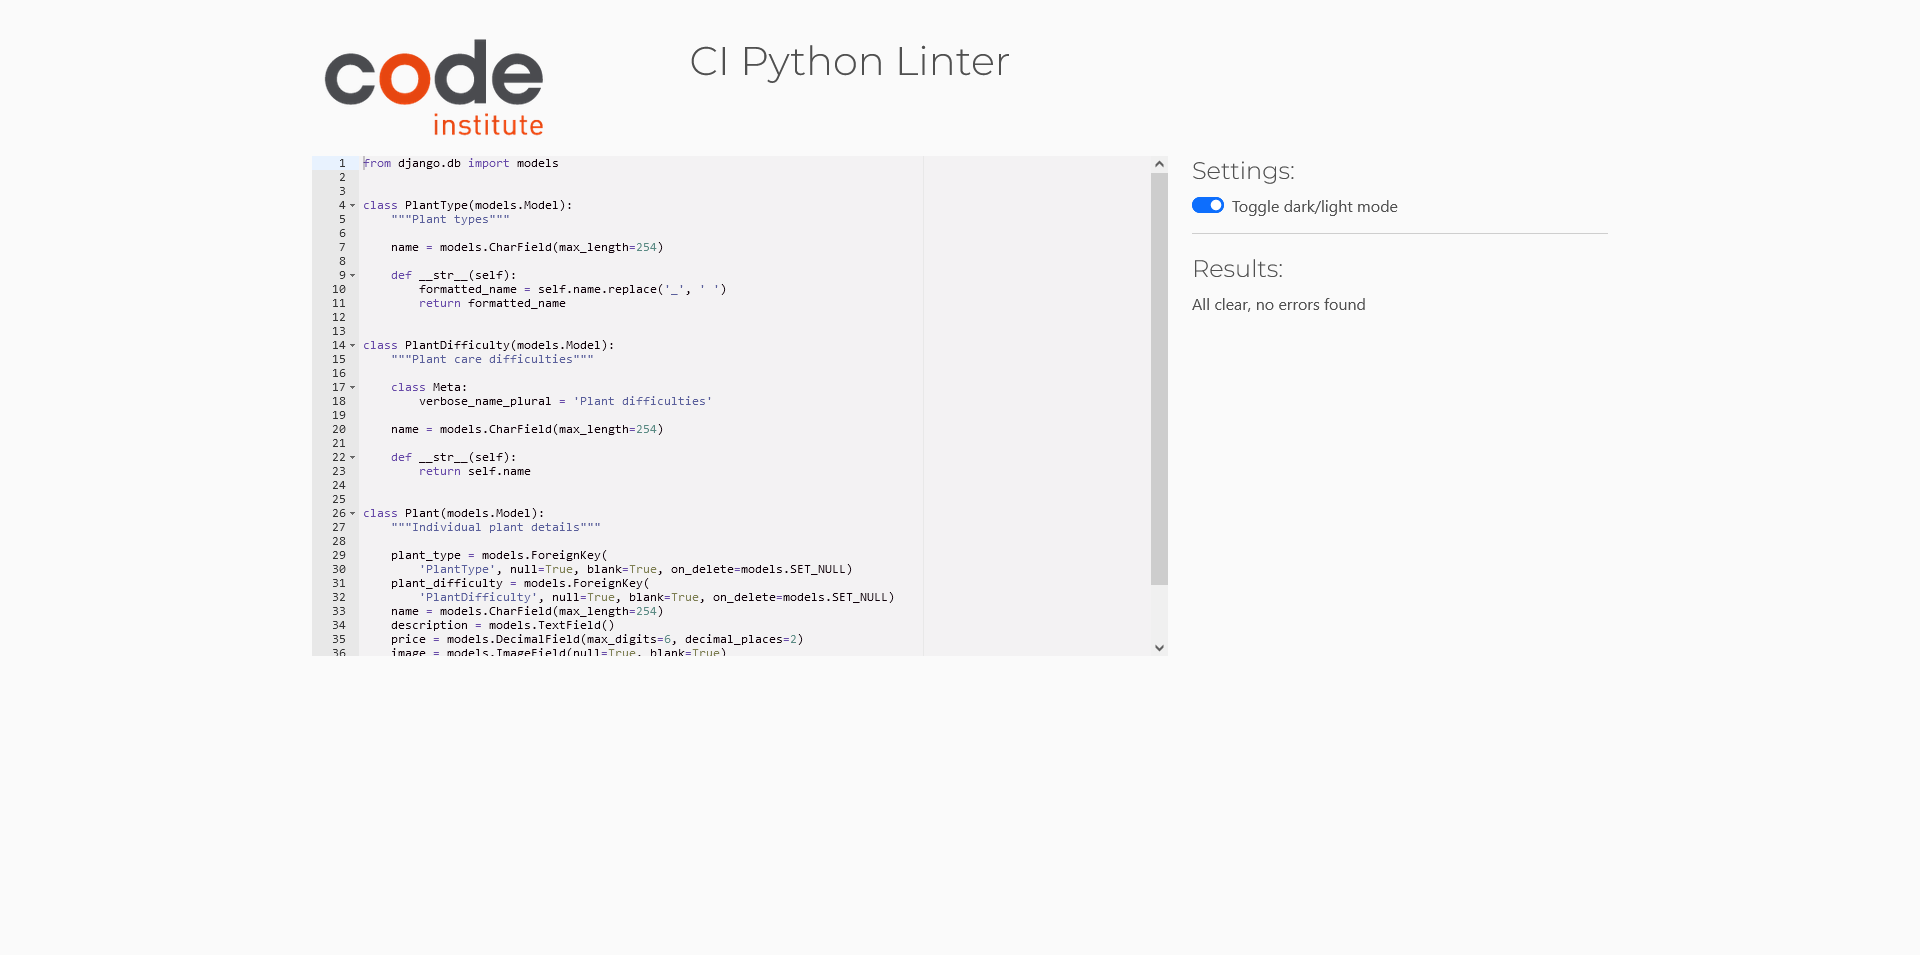 code
institute
CI Python Linter
1 from django.db import models
2
3
4 class PlantType(models.Model):
5     """Plant types"""
6
7     name = models.CharField(max_length=254)
8
9     def __str__(self):
10         formatted_name = self.name.replace('_', ' ')
11         return formatted_name
12
13
14 class PlantDifficulty(models.Model):
15     """Plant care difficulties"""
16
17     class Meta:
18         verbose_name_plural = 'Plant difficulties'
19
20     name = models.CharField(max_length=254)
21
22     def __str__(self):
23         return self.name
24
25
26 class Plant(models.Model):
27     """Individual plant details"""
28
29     plant_type = models.ForeignKey(
30         'PlantType', null=True, blank=True, on_delete=models.SET_NULL)
31     plant_difficulty = models.ForeignKey(
32         'PlantDifficulty', null=True, blank=True, on_delete=models.SET_NULL)
33     name = models.CharField(max_length=254)
34     description = models.TextField()
35     price = models.DecimalField(max_digits=6, decimal_places=2)
36     image = models.ImageField(null=True, blank=True)
Settings:
Toggle dark/light mode
Results:
All clear, no errors found